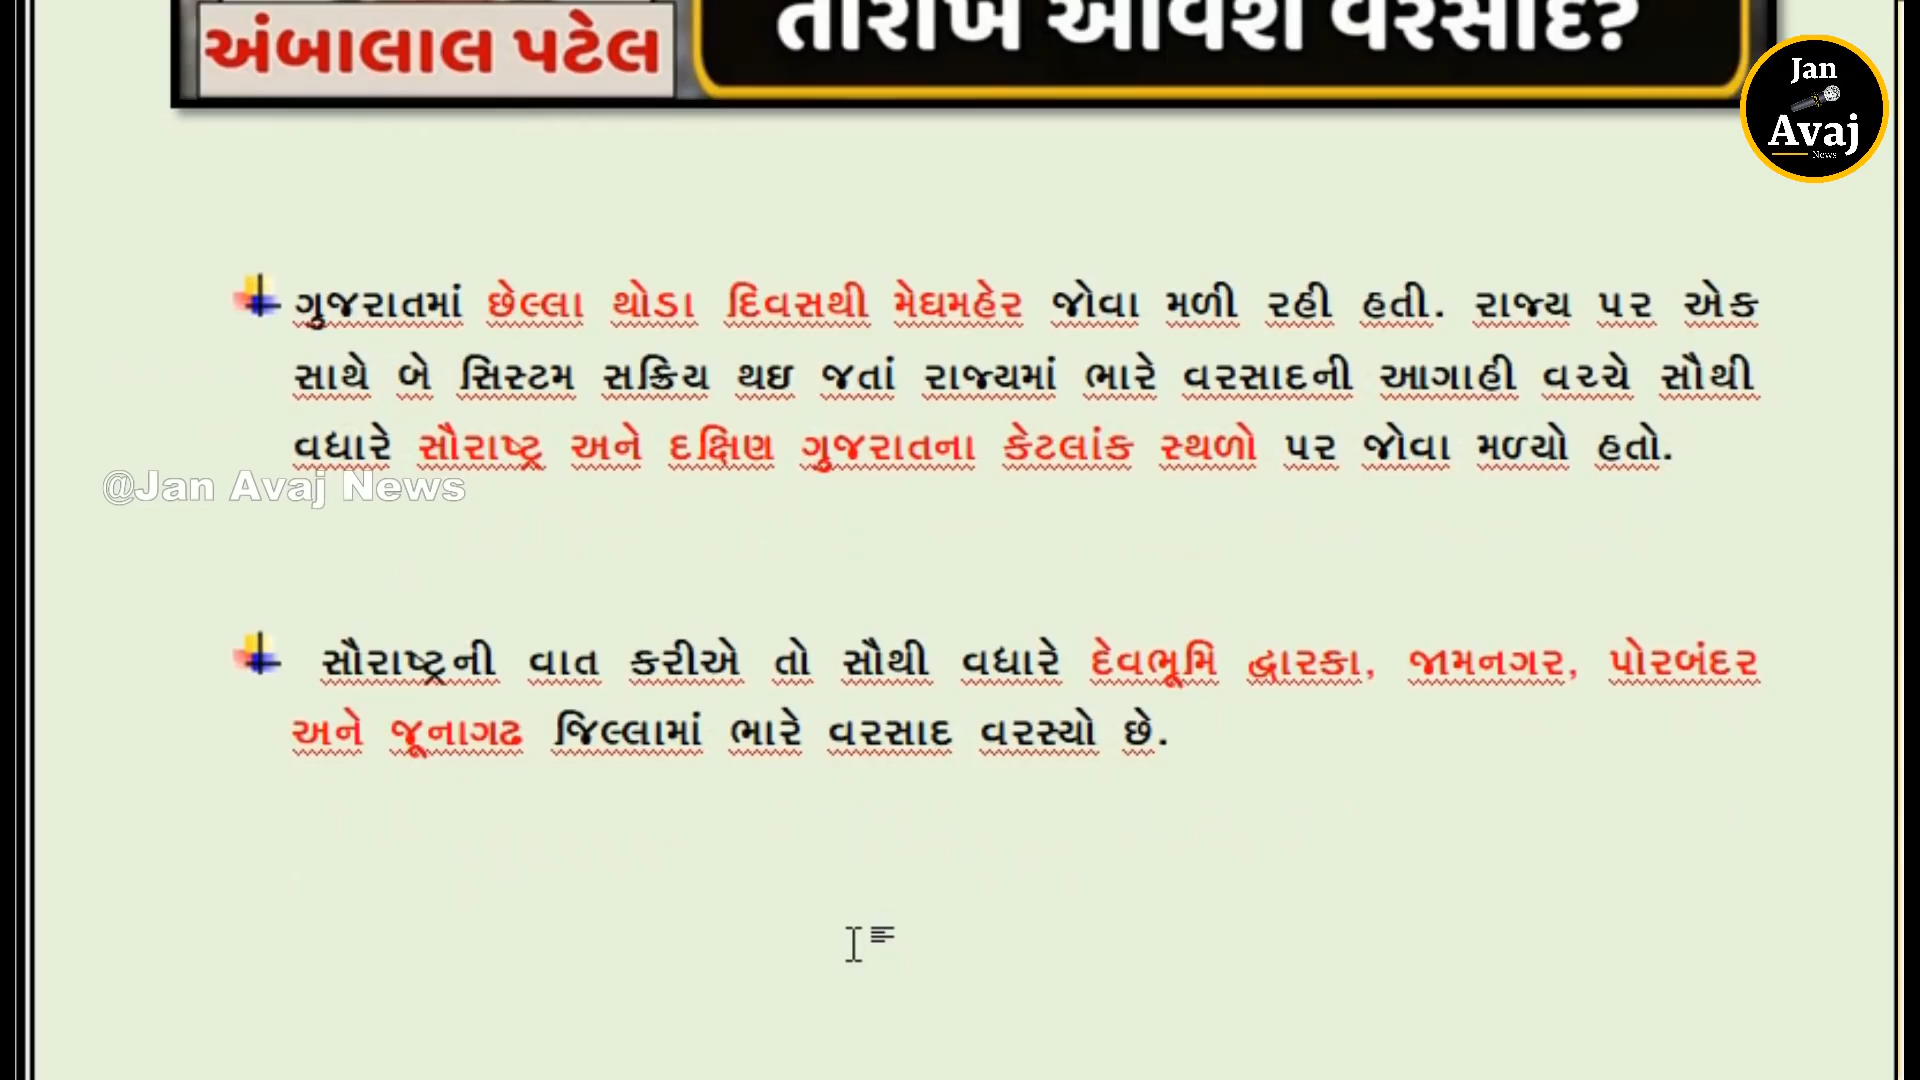 અંબાલાલ પટેલ
તારીખે આવશે વરસાદ?
Jan
Avaj
News
ગુજરાતમાં છેલ્લા થોડા દિવસથી મેઘમહેર જોવા મળી રહી હતી. રાજ્ય પર એક
સાથે બે સિસ્ટમ સક્રિય થઇ જતાં રાજ્યમાં ભારે વરસાદની આગાહી વચ્ચે સૌથી
વધારે સૌરાષ્ટ્ર અને દક્ષિણ ગુજરાતના કેટલાંક સ્થળો પર જોવા મળ્યો હતો.
@Jan Avaj News
સૌરાષ્ટ્રની વાત કરીએ તો સૌથી વધારે દેવભૂમિ દ્વારકા, જામનગર, પોરબંદર
અને જૂનાગઢ જિલ્લામાં ભારે વરસાદ વરસ્યો છે.